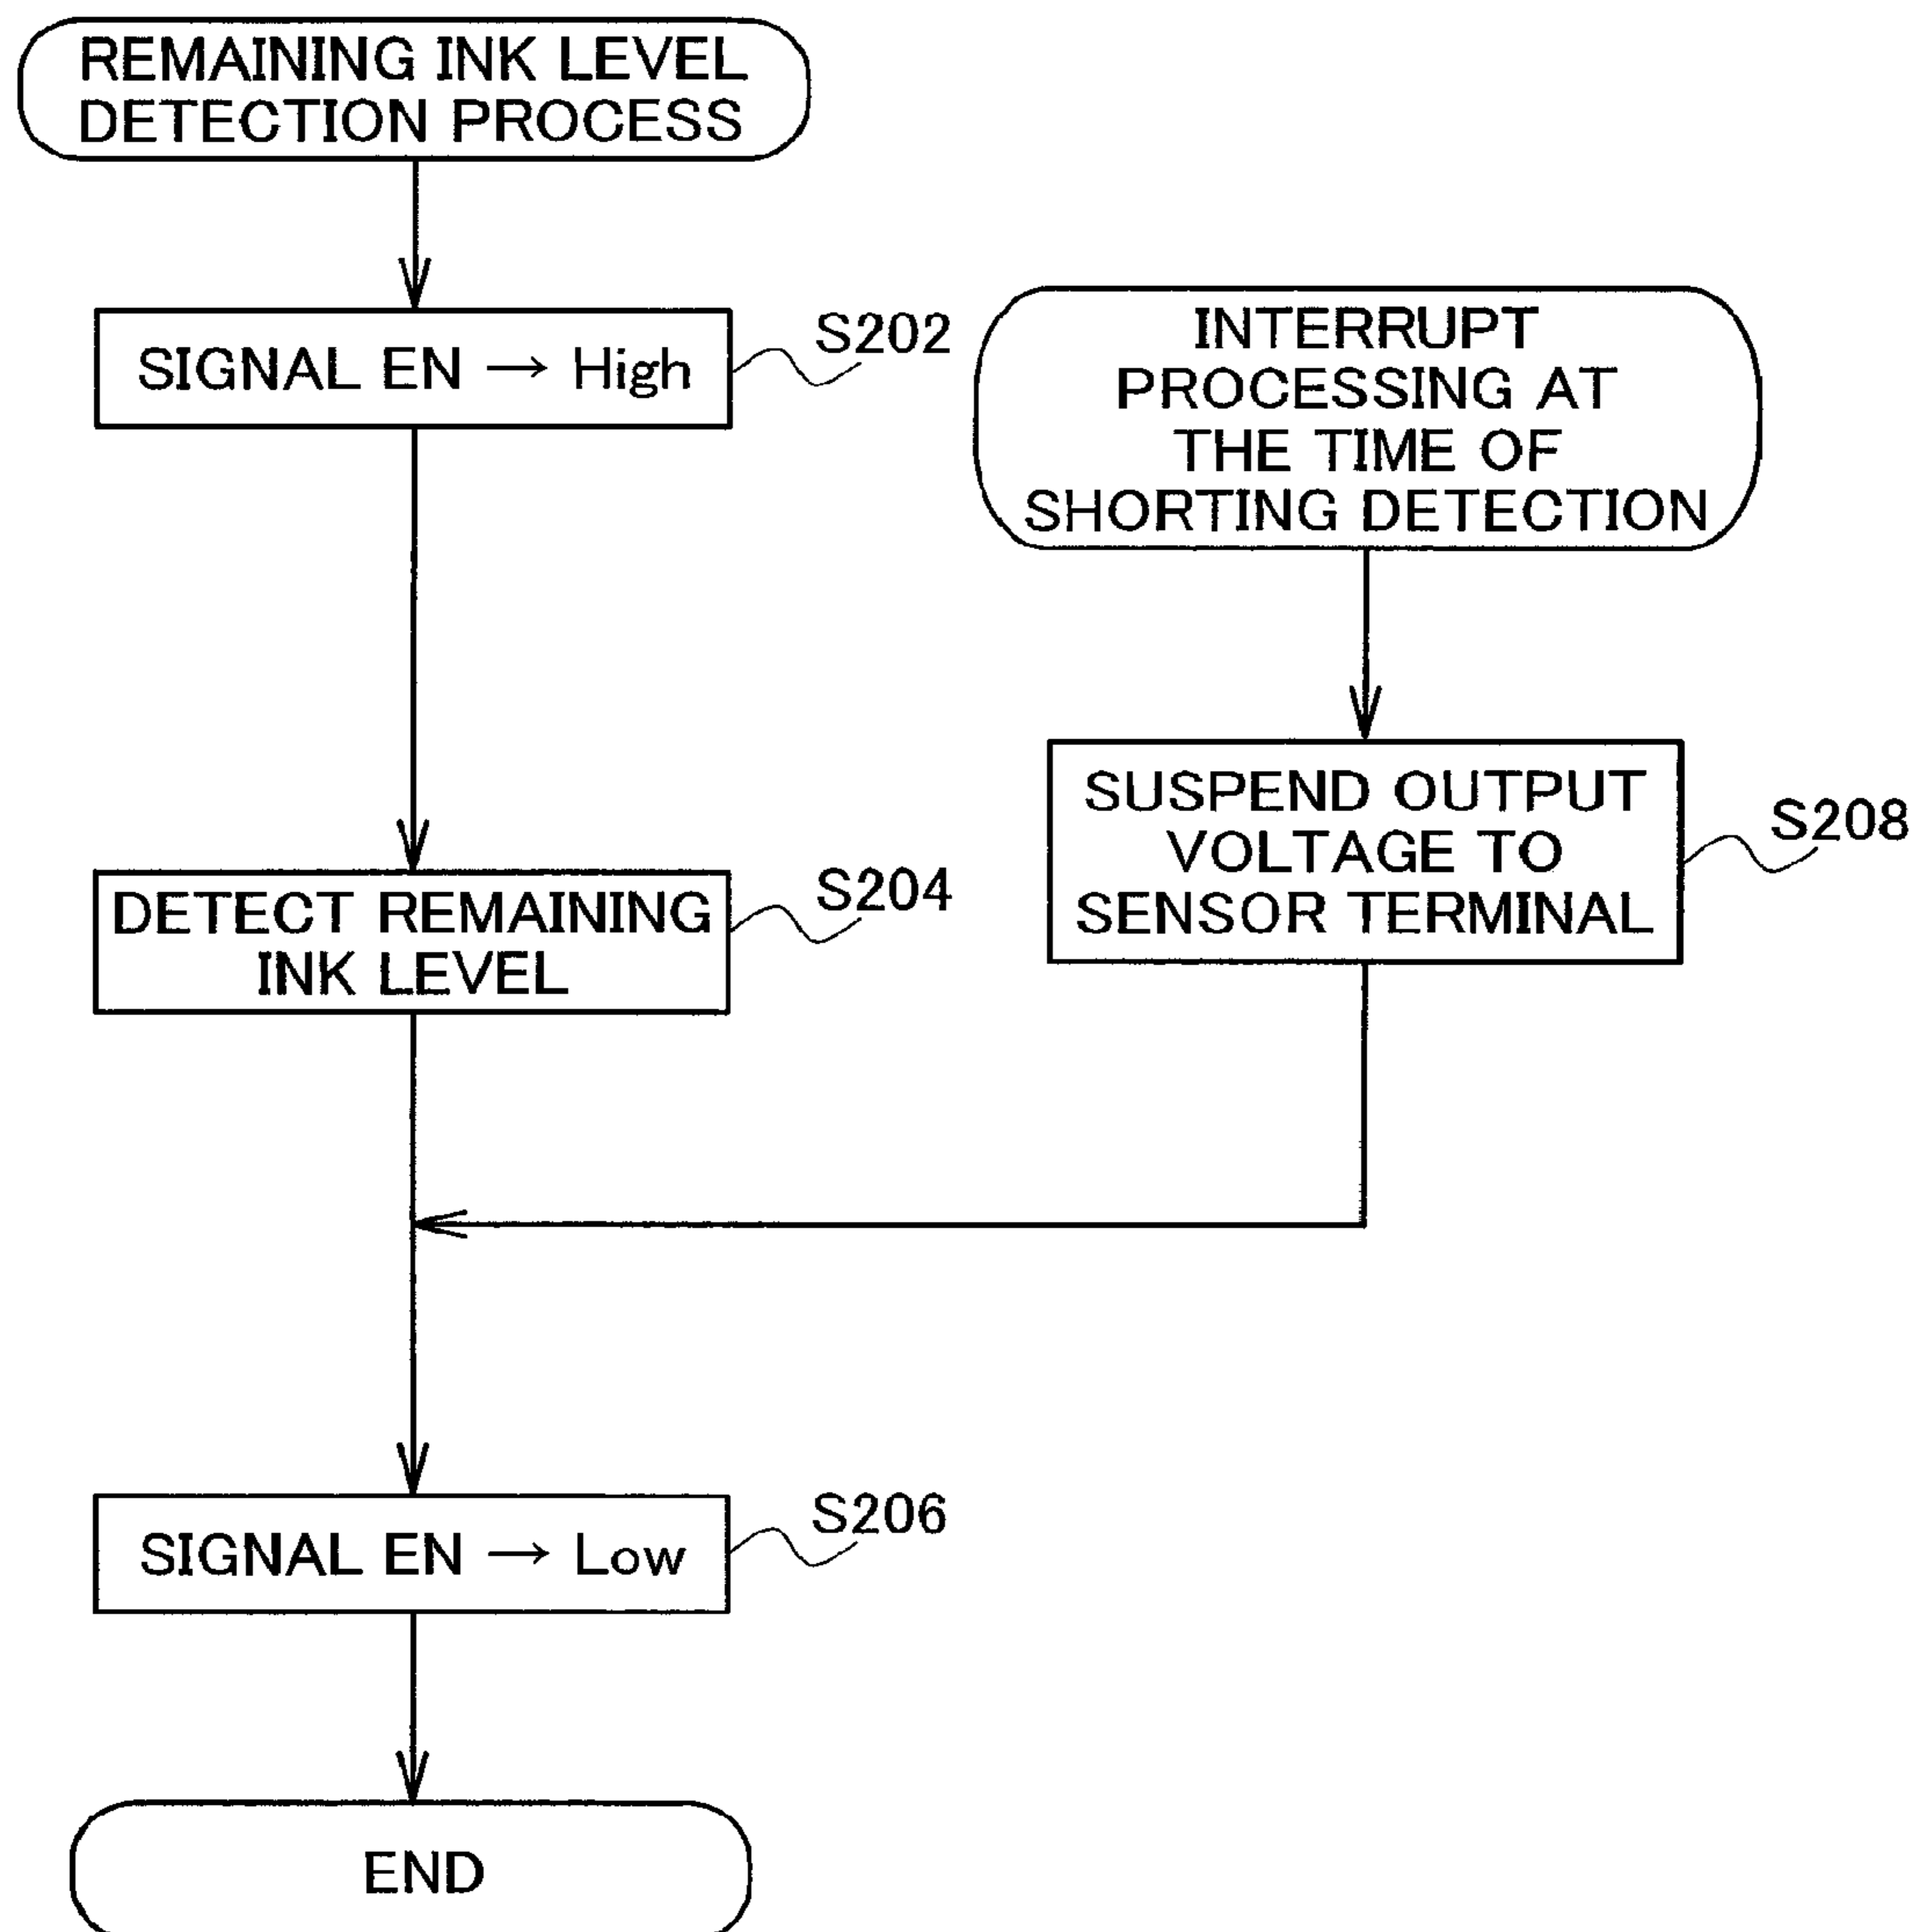 REMAINING INK LEVEL
DETECTION PROCESS
SIGNAL EN → High
S202
INTERRUPT
PROCESSING AT
THE TIME OF
SHORTING DETECTION
SUSPEND OUTPUT
VOLTAGE TO
SENSOR TERMINAL
S208
DETECT REMAINING
INK LEVEL
S204
SIGNAL EN → Low
S206
END